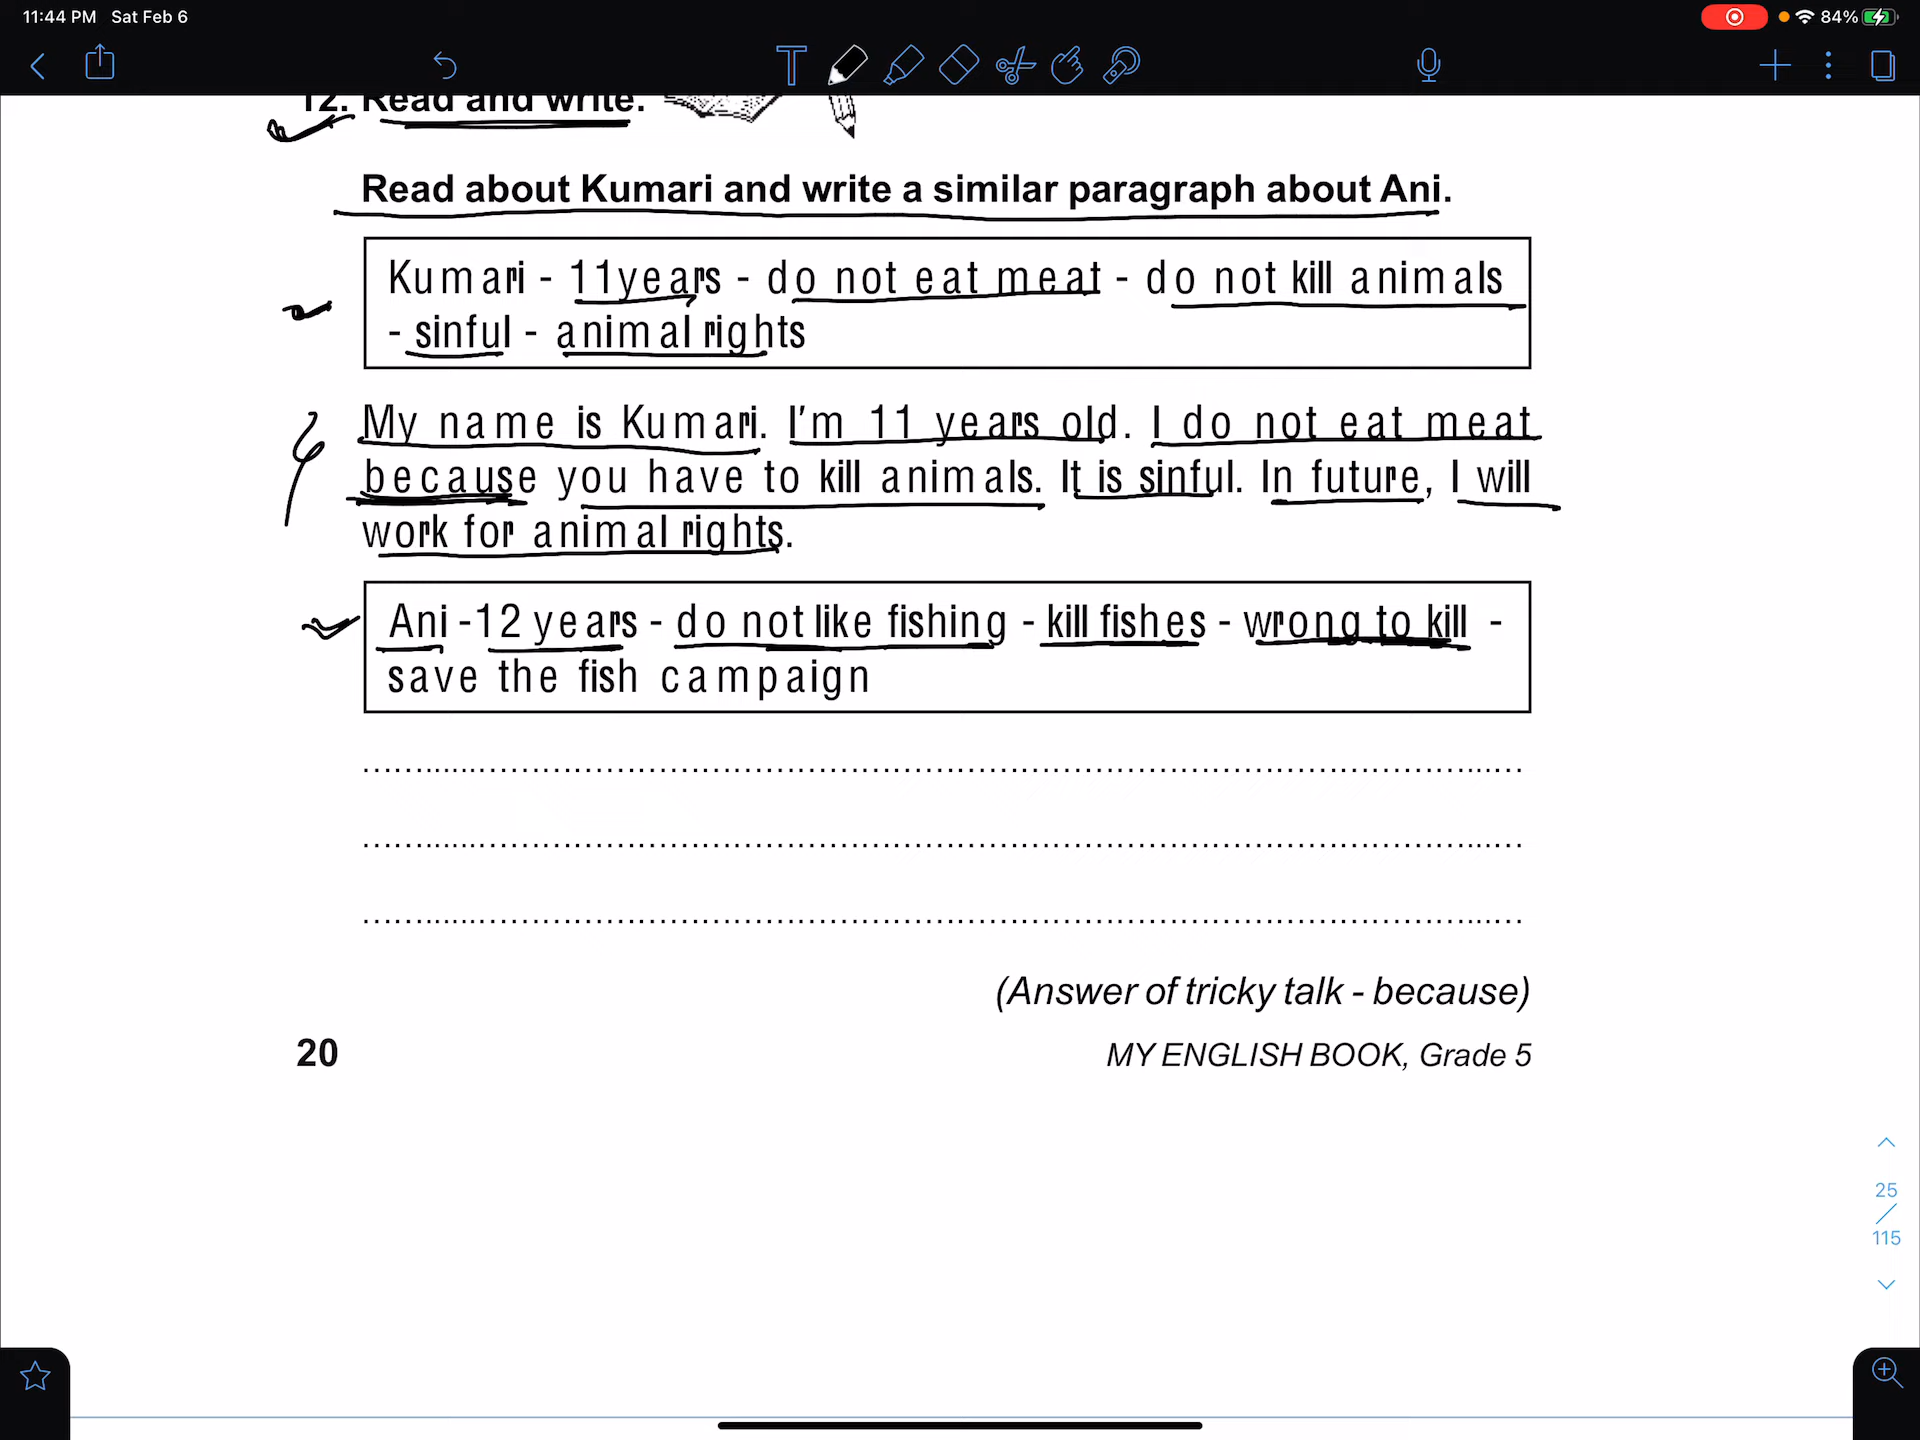 11:44 PM Sat Feb 6
84%
12. Read and write.
Read about Kumari and write a similar paragraph about Ani.
Kumari - 11years - do not eat meat - do not kill animals
- sinful - animal rights
My name is Kumari. I'm 11 years old. I do not eat meat
because you have to kill animals. It is sinful. In future, I will
work for animal rights.
Ani -12 years - do not like fishing - kill fishes - wrong to kill -
save the fish campaign
(Answer of tricky talk - because)
20
MY ENGLISH BOOK, Grade 5
25
115